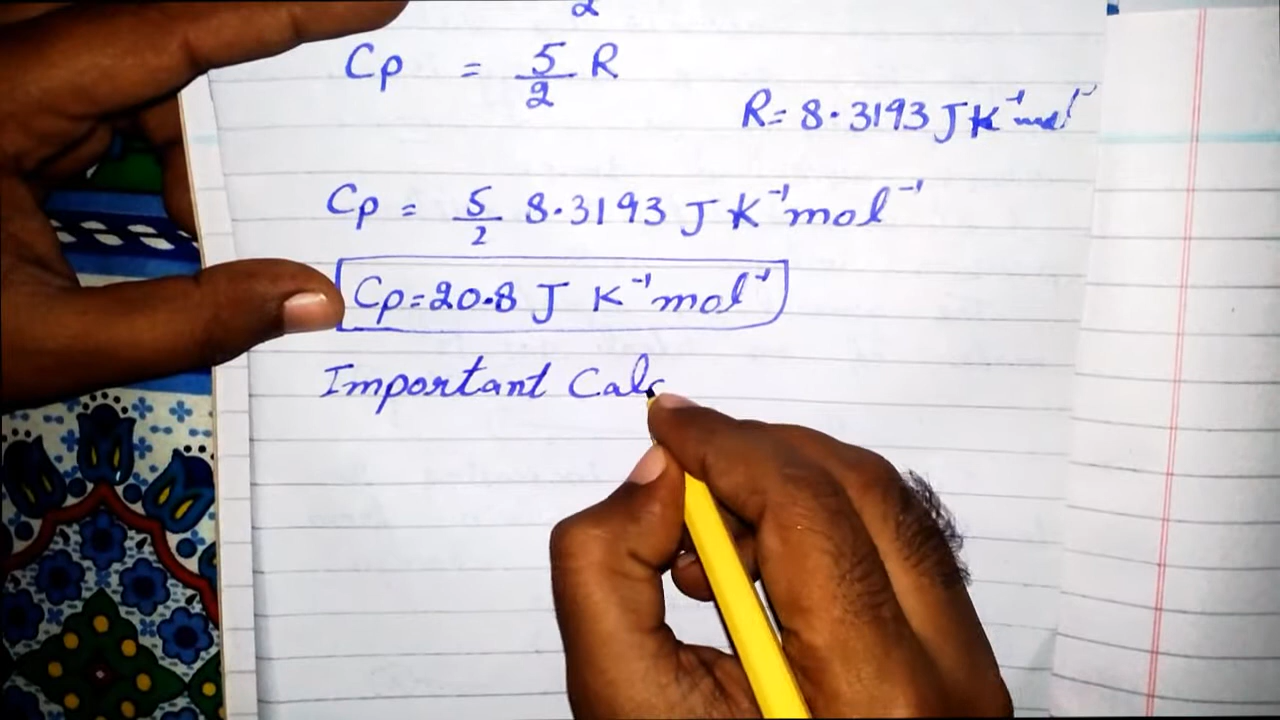 2
Cp = 5/2 R
R= 8.3193 J K⁻¹mol⁻¹
Cp = 5/2 8.3193 J K⁻¹mol⁻¹
Cp=20.8 J K⁻¹mol⁻¹
Important Calc